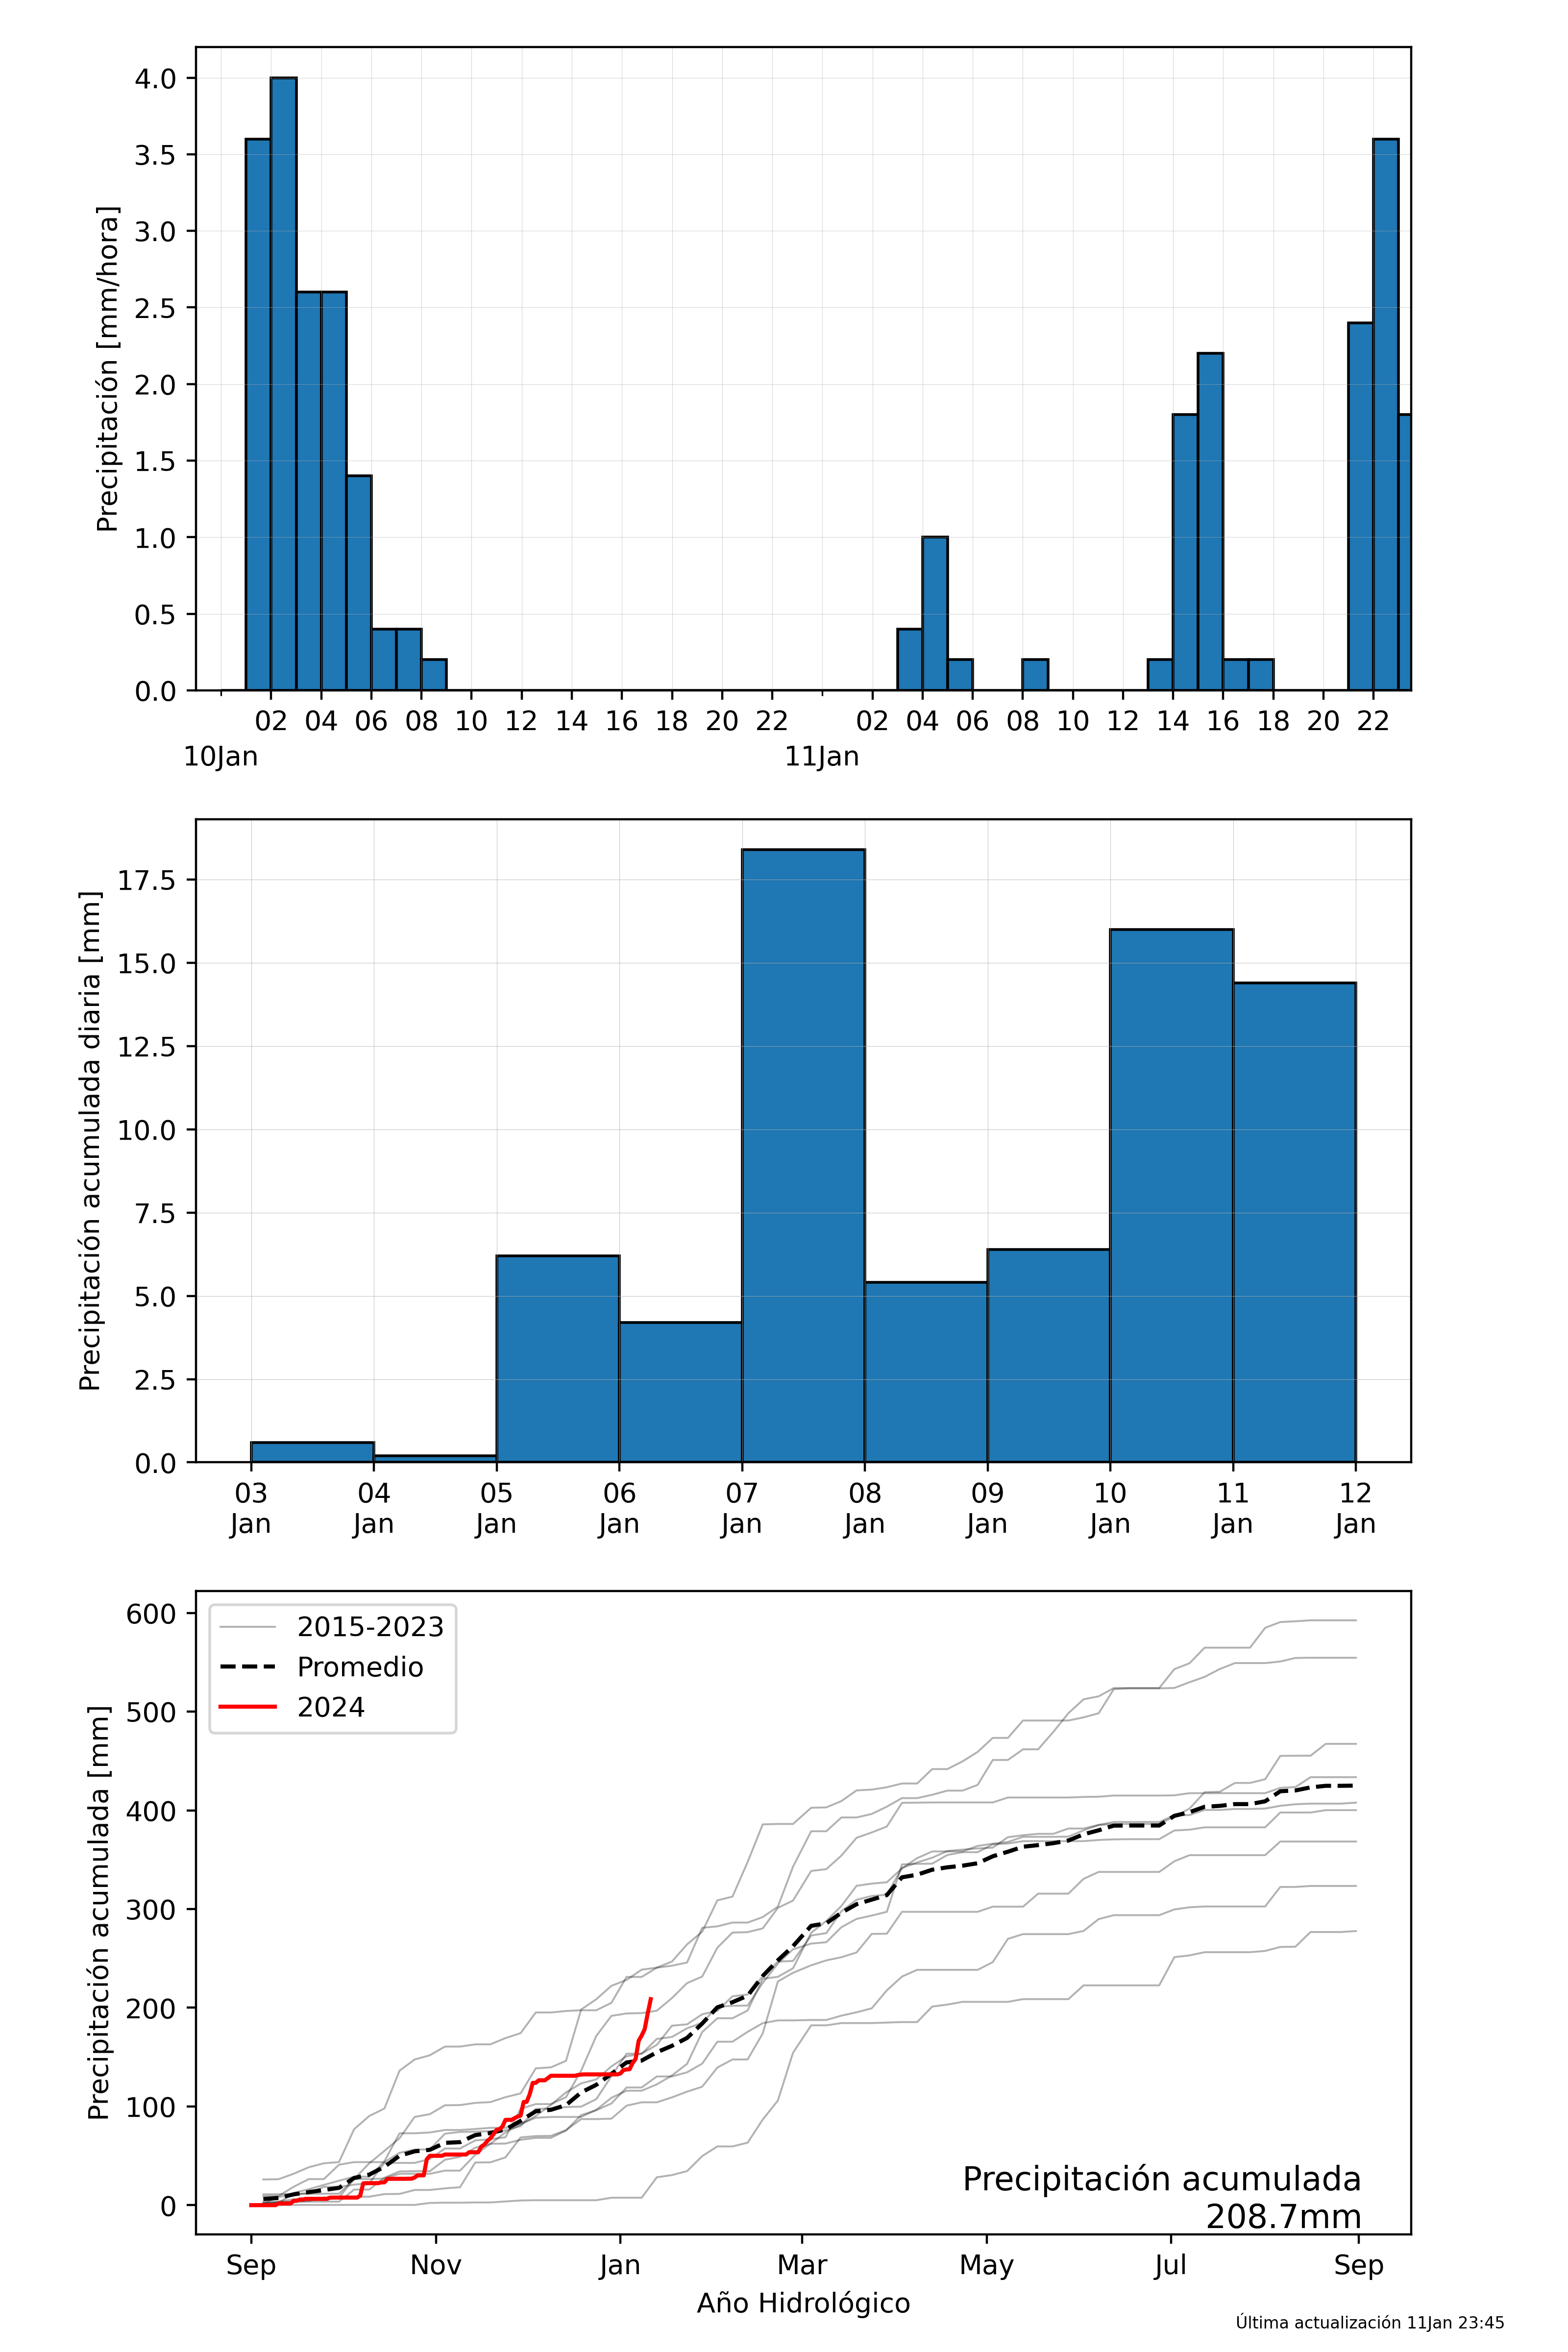 Precipitación [mm/hora]
4.0
3.5
3.0
2.5
2.0
1.5
1.0
0.5
0.0
02 04 06 08 10 12 14 16 18 20 22 02 04 06 08 10 12 14 16 18 20 22
10Jan 11Jan
Precipitación acumulada diaria [mm]
17.5
15.0
12.5
10.0
7.5
5.0
2.5
0.0
03 04 05 06 07 08 09 10 11 12
Jan Jan Jan Jan Jan Jan Jan Jan Jan Jan
Precipitación acumulada [mm]
600
500
400
300
200
100
0
2015-2023
Promedio
2024
Precipitación acumulada
208.7mm
Sep Nov Jan Mar May Jul Sep
Año Hidrológico
Última actualización 11Jan 23:45